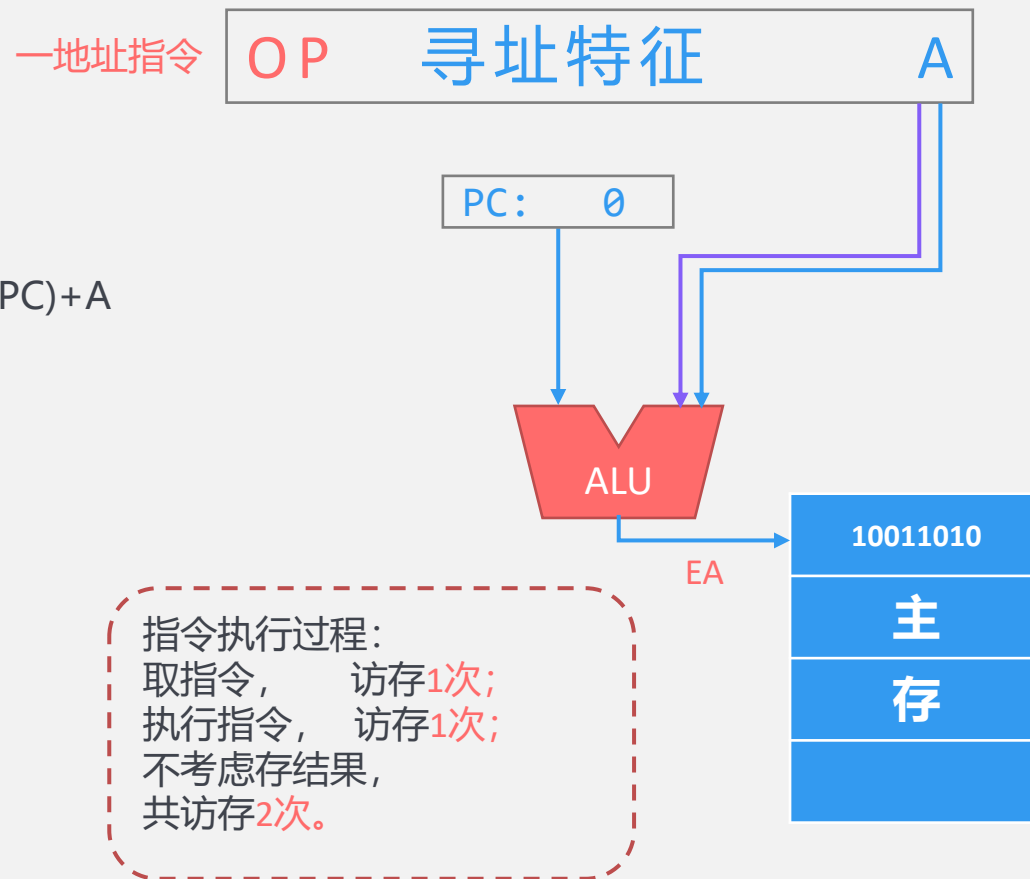 一地址指令
OP 寻址特征 A
PC: 0
PC)+A
ALU
EA
10011010
主
存
指令执行过程：
取指令， 访存1次；
执行指令， 访存1次；
不考虑存结果，
共访存2次。